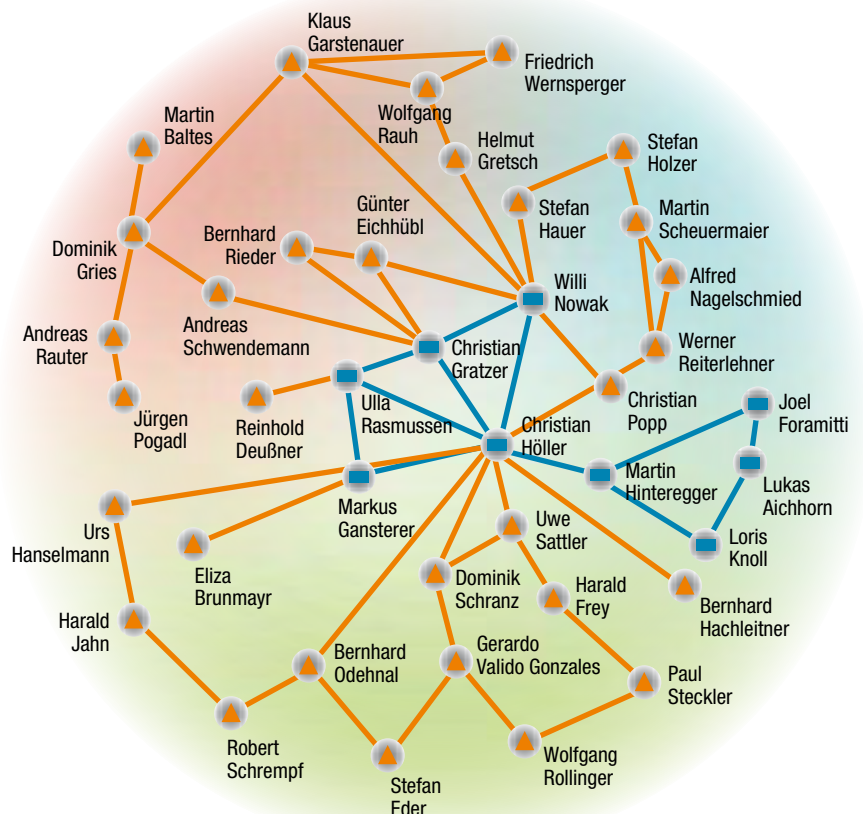 Klaus
Garstenauer
Friedrich
Wernsperger
Martin
Baltes
Wolfgang
Rauh
Helmut
Gretsch
Stefan
Holzer
Günter
Eichhübl
Stefan
Hauer
Martin
Scheuermaier
Bernhard
Rieder
Dominik
Gries
Willi
Nowak
Alfred
Nagelschmied
Andreas
Schwendemann
Andreas
Rauter
Christian
Gratzer
Werner
Reiterlehner
Jürgen
Pogadl
Reinhold
Deußner
Ulla
Rasmussen
Christian
Höller
Christian
Popp
Joel
Foramitti
Martin
Hinteregger
Lukas
Aichhorn
Markus
Gansterer
Urs
Hanselmann
Uwe
Sattler
Loris
Knoll
Eliza
Brunmayr
Dominik
Schranz
Harald
Frey
Bernhard
Hachleitner
Harald
Jahn
Bernhard
Odehnal
Gerardo
Valido Gonzales
Paul
Steckler
Robert
Schrempf
Wolfgang
Rollinger
Stefan
Eder